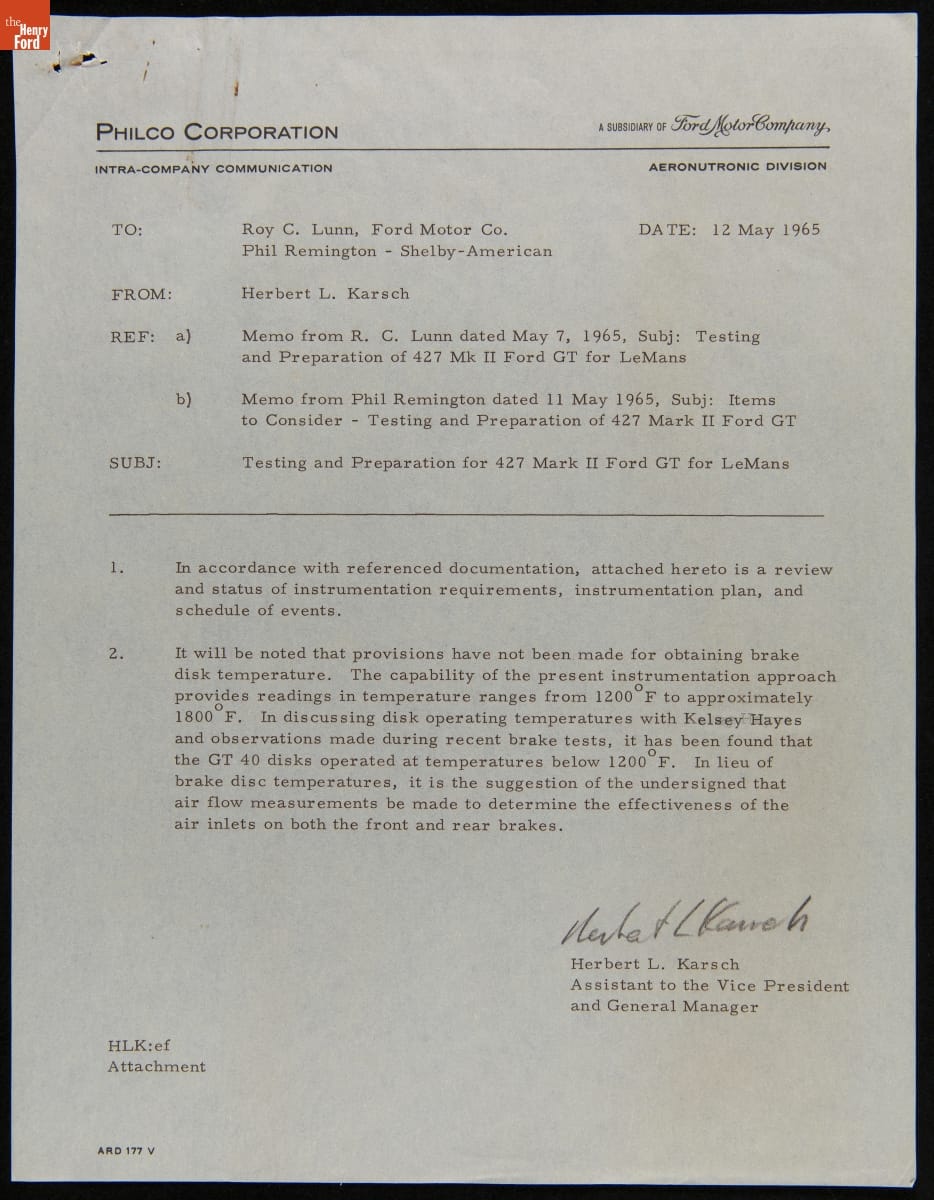 the
Henry
Ford
PHILCO CORPORATION
A SUBSIDIARY OF Ford Motor Company,
INTRA-COMPANY COMMUNICATION
AERONUTRONIC DIVISION
TO: Roy C. Lunn, Ford Motor Co. DATE: 12 May 1965
Phil Remington - Shelby-American
FROM: Herbert L. Karsch
REF: a) Memo from R. C. Lunn dated May 7, 1965, Subj: Testing
and Preparation of 427 Mk II Ford GT for LeMans
b) Memo from Phil Remington dated 11 May 1965, Subj: Items
to Consider - Testing and Preparation of 427 Mark II Ford GT
SUBJ: Testing and Preparation for 427 Mark II Ford GT for LeMans
1. In accordance with referenced documentation, attached hereto is a review
and status of instrumentation requirements, instrumentation plan, and
schedule of events.
2. It will be noted that provisions have not been made for obtaining brake
disk temperature. The capability of the present instrumentation approach
provides readings in temperature ranges from 1200°F to approximately
1800°F. In discussing disk operating temperatures with Kelsey Hayes
and observations made during recent brake tests, it has been found that
the GT 40 disks operated at temperatures below 1200°F. In lieu of
brake disc temperatures, it is the suggestion of the undersigned that
air flow measurements be made to determine the effectiveness of the
air inlets on both the front and rear brakes.
Herbert L Karsch
Herbert L. Karsch
Assistant to the Vice President
and General Manager
HLK:ef
Attachment
ARD 177 V